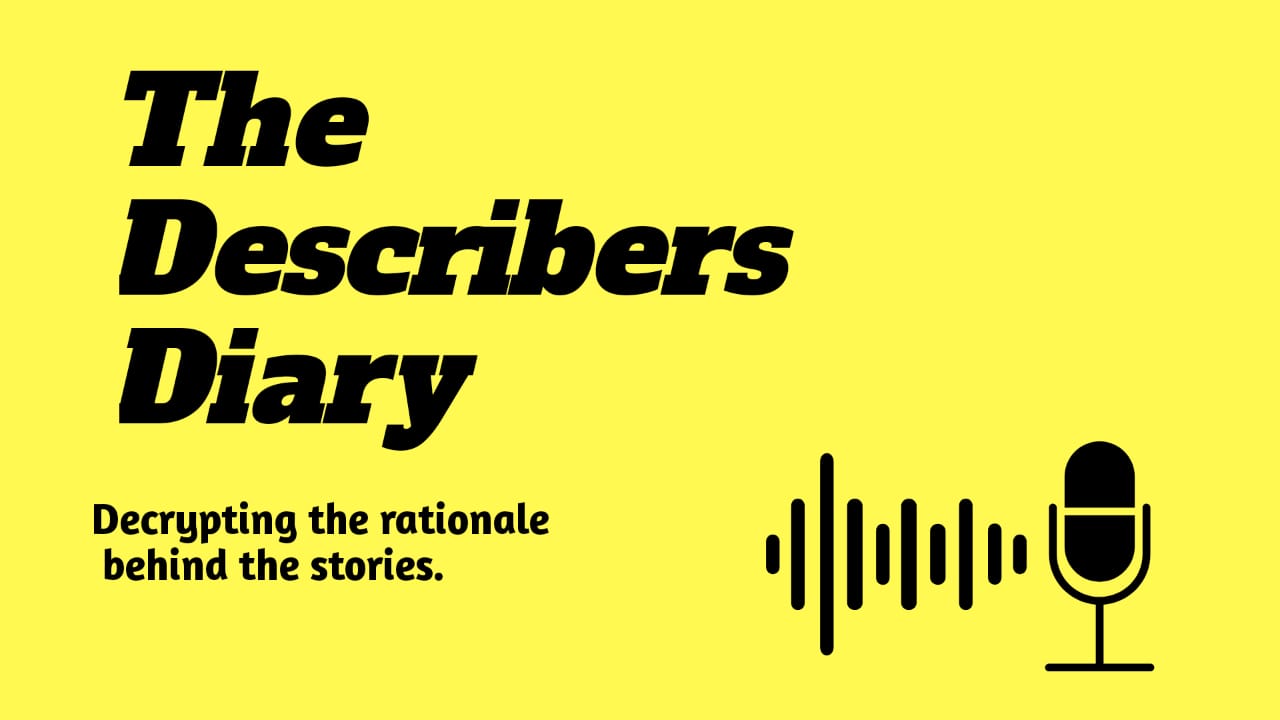 The
Describers
Diary
Decrypting the rationale
behind the stories.